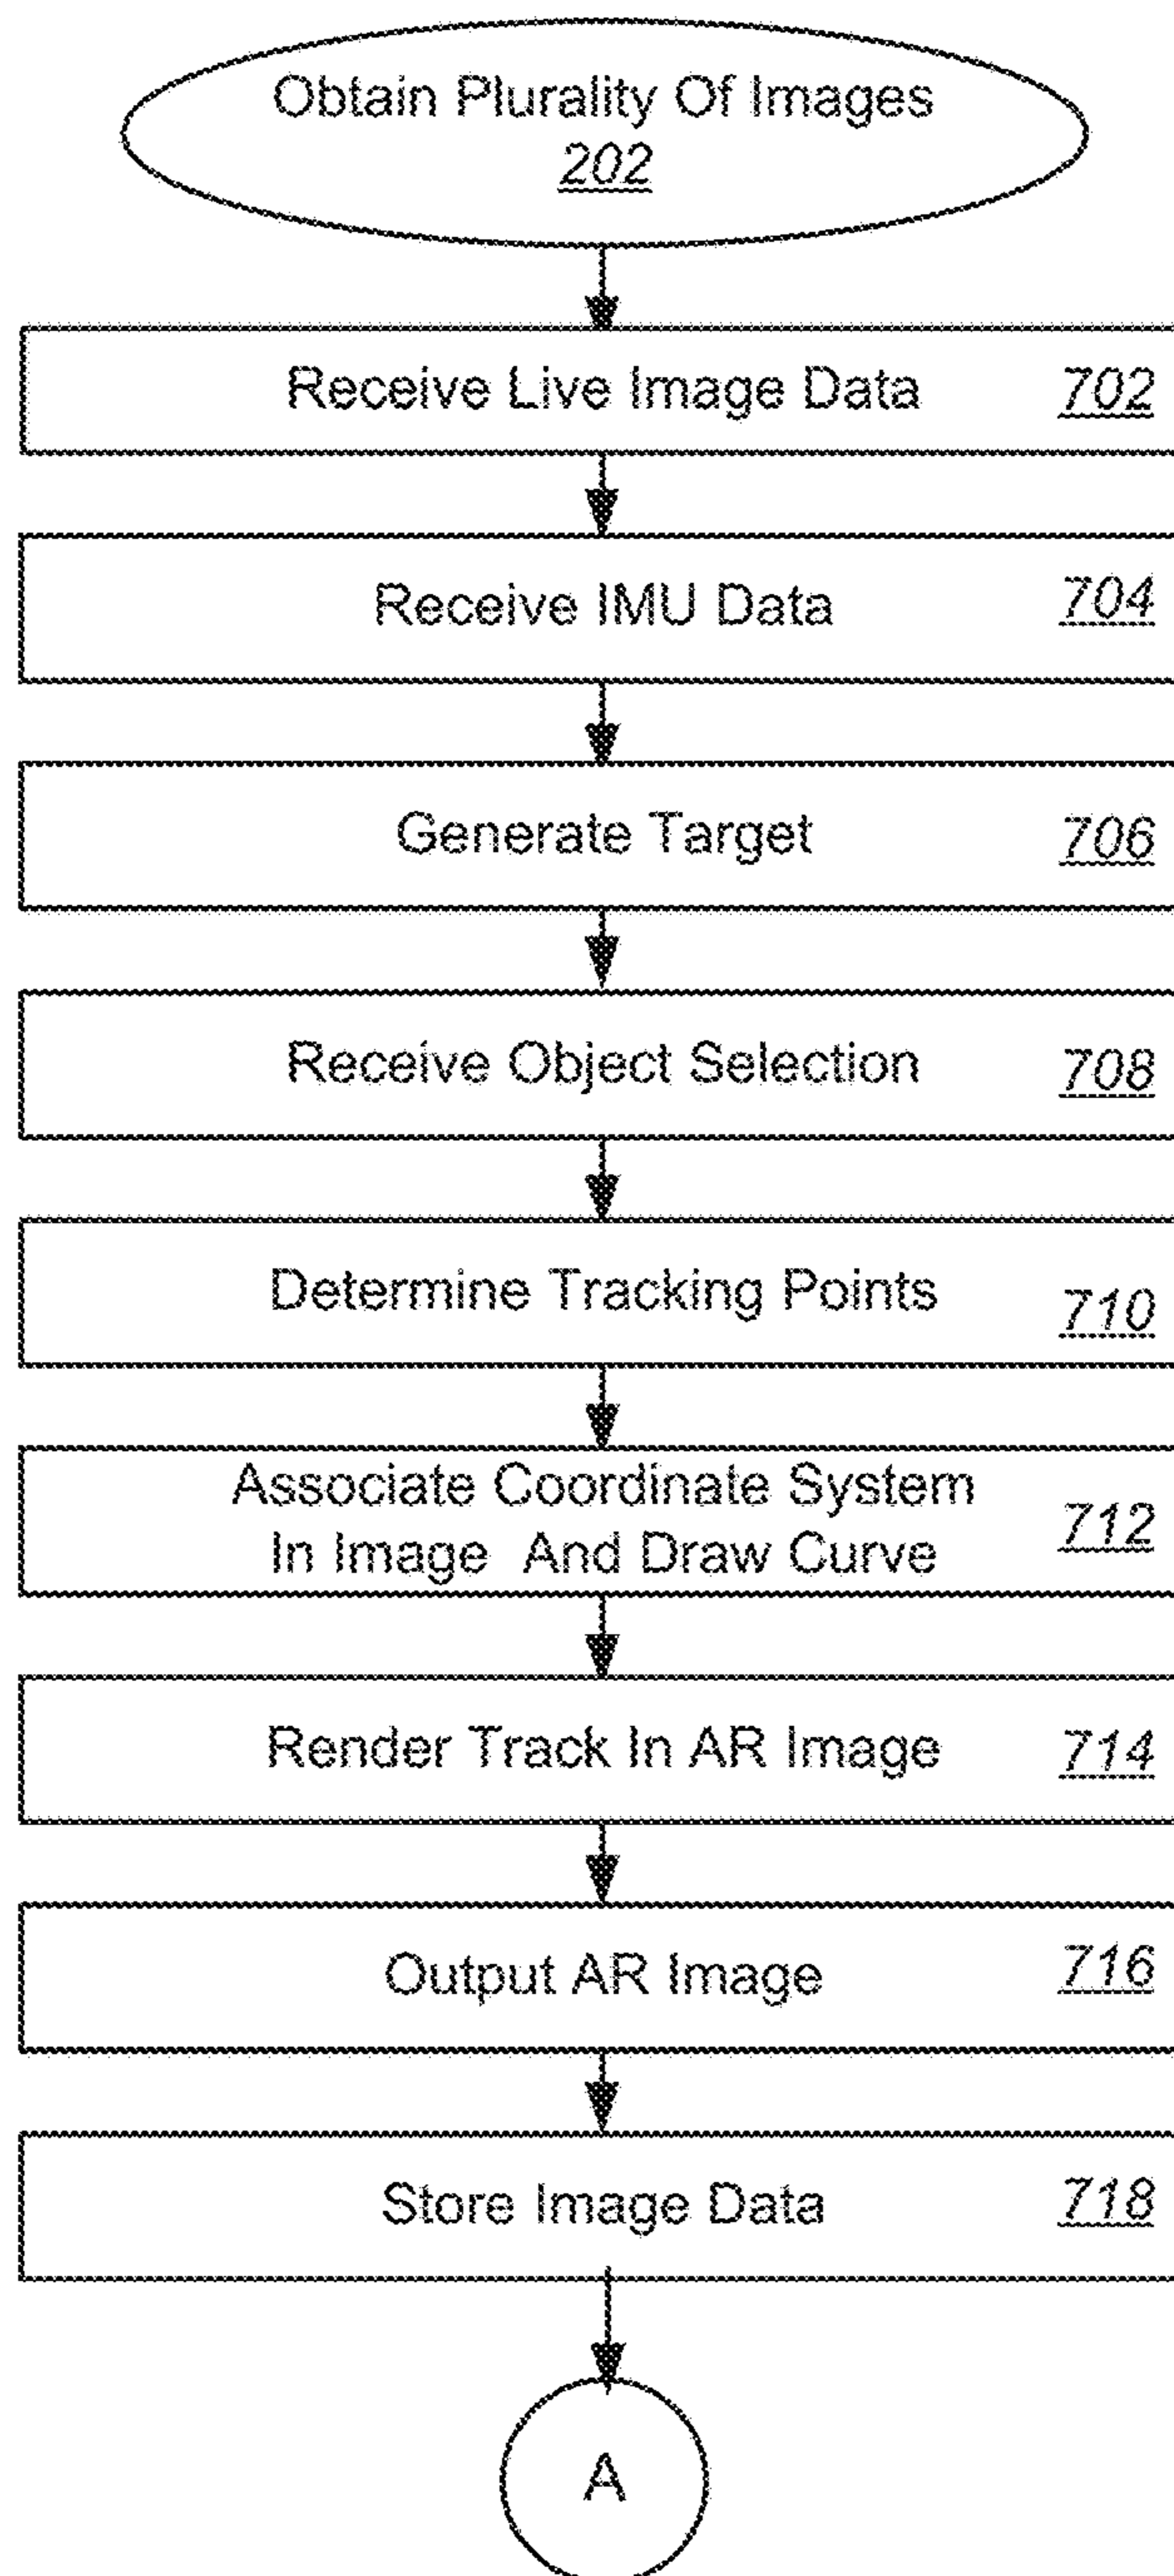 Obtain Plurality Of Images
202
Receive Live Image Data 702
Receive IMU Data 704
Generate Target 706
Receive Object Selection 708
Determine Tracking Points 710
Associate Coordinate System
In Image And Draw Curve 712
Render Track In AR Image 714
Output AR Image 716
Store Image Data 718
A